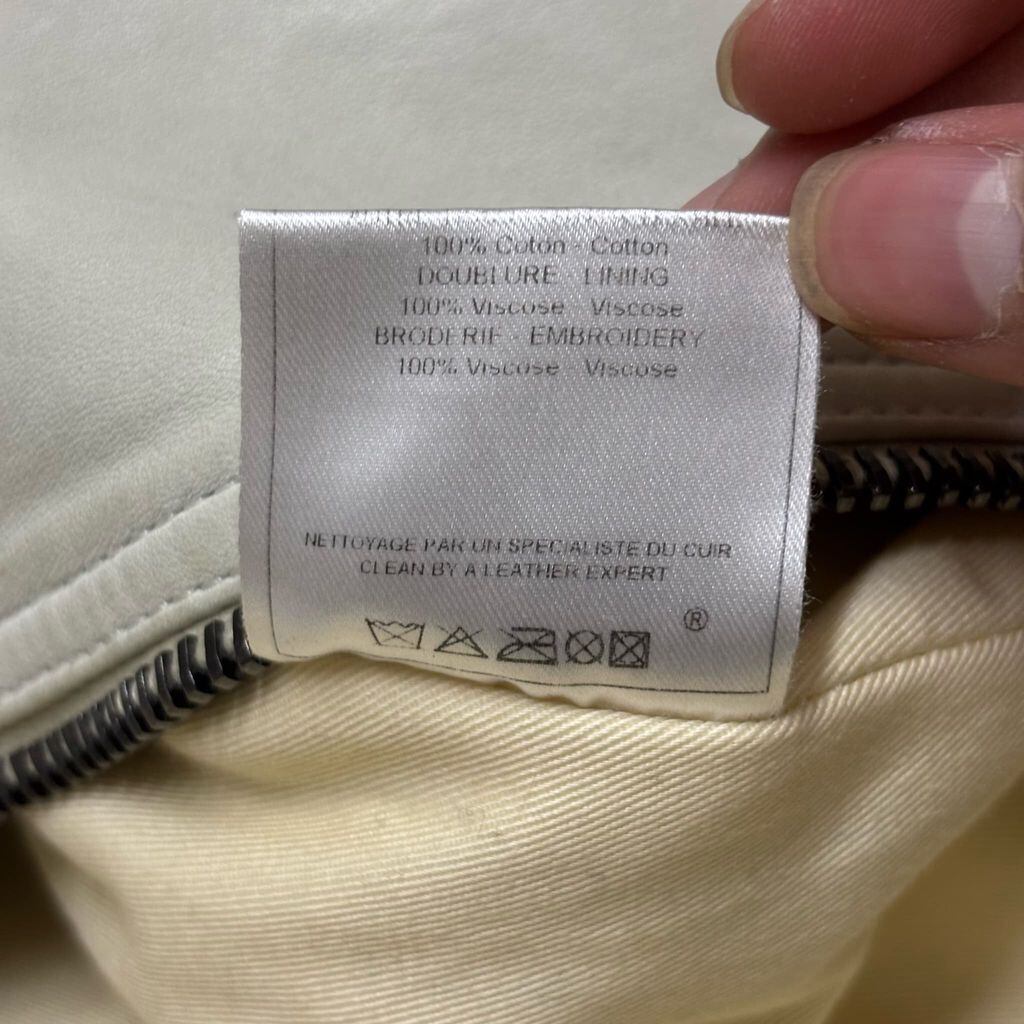 100% Coton - Cotton
DOUBLURE - LINING
100% Viscose - Viscose
BRODERIE - EMBROIDERY
100% Viscose - Viscose
NETTOYAGE PAR UN SPECIALISTE DU CUIR
CLEAN BY A LEATHER EXPERT
®